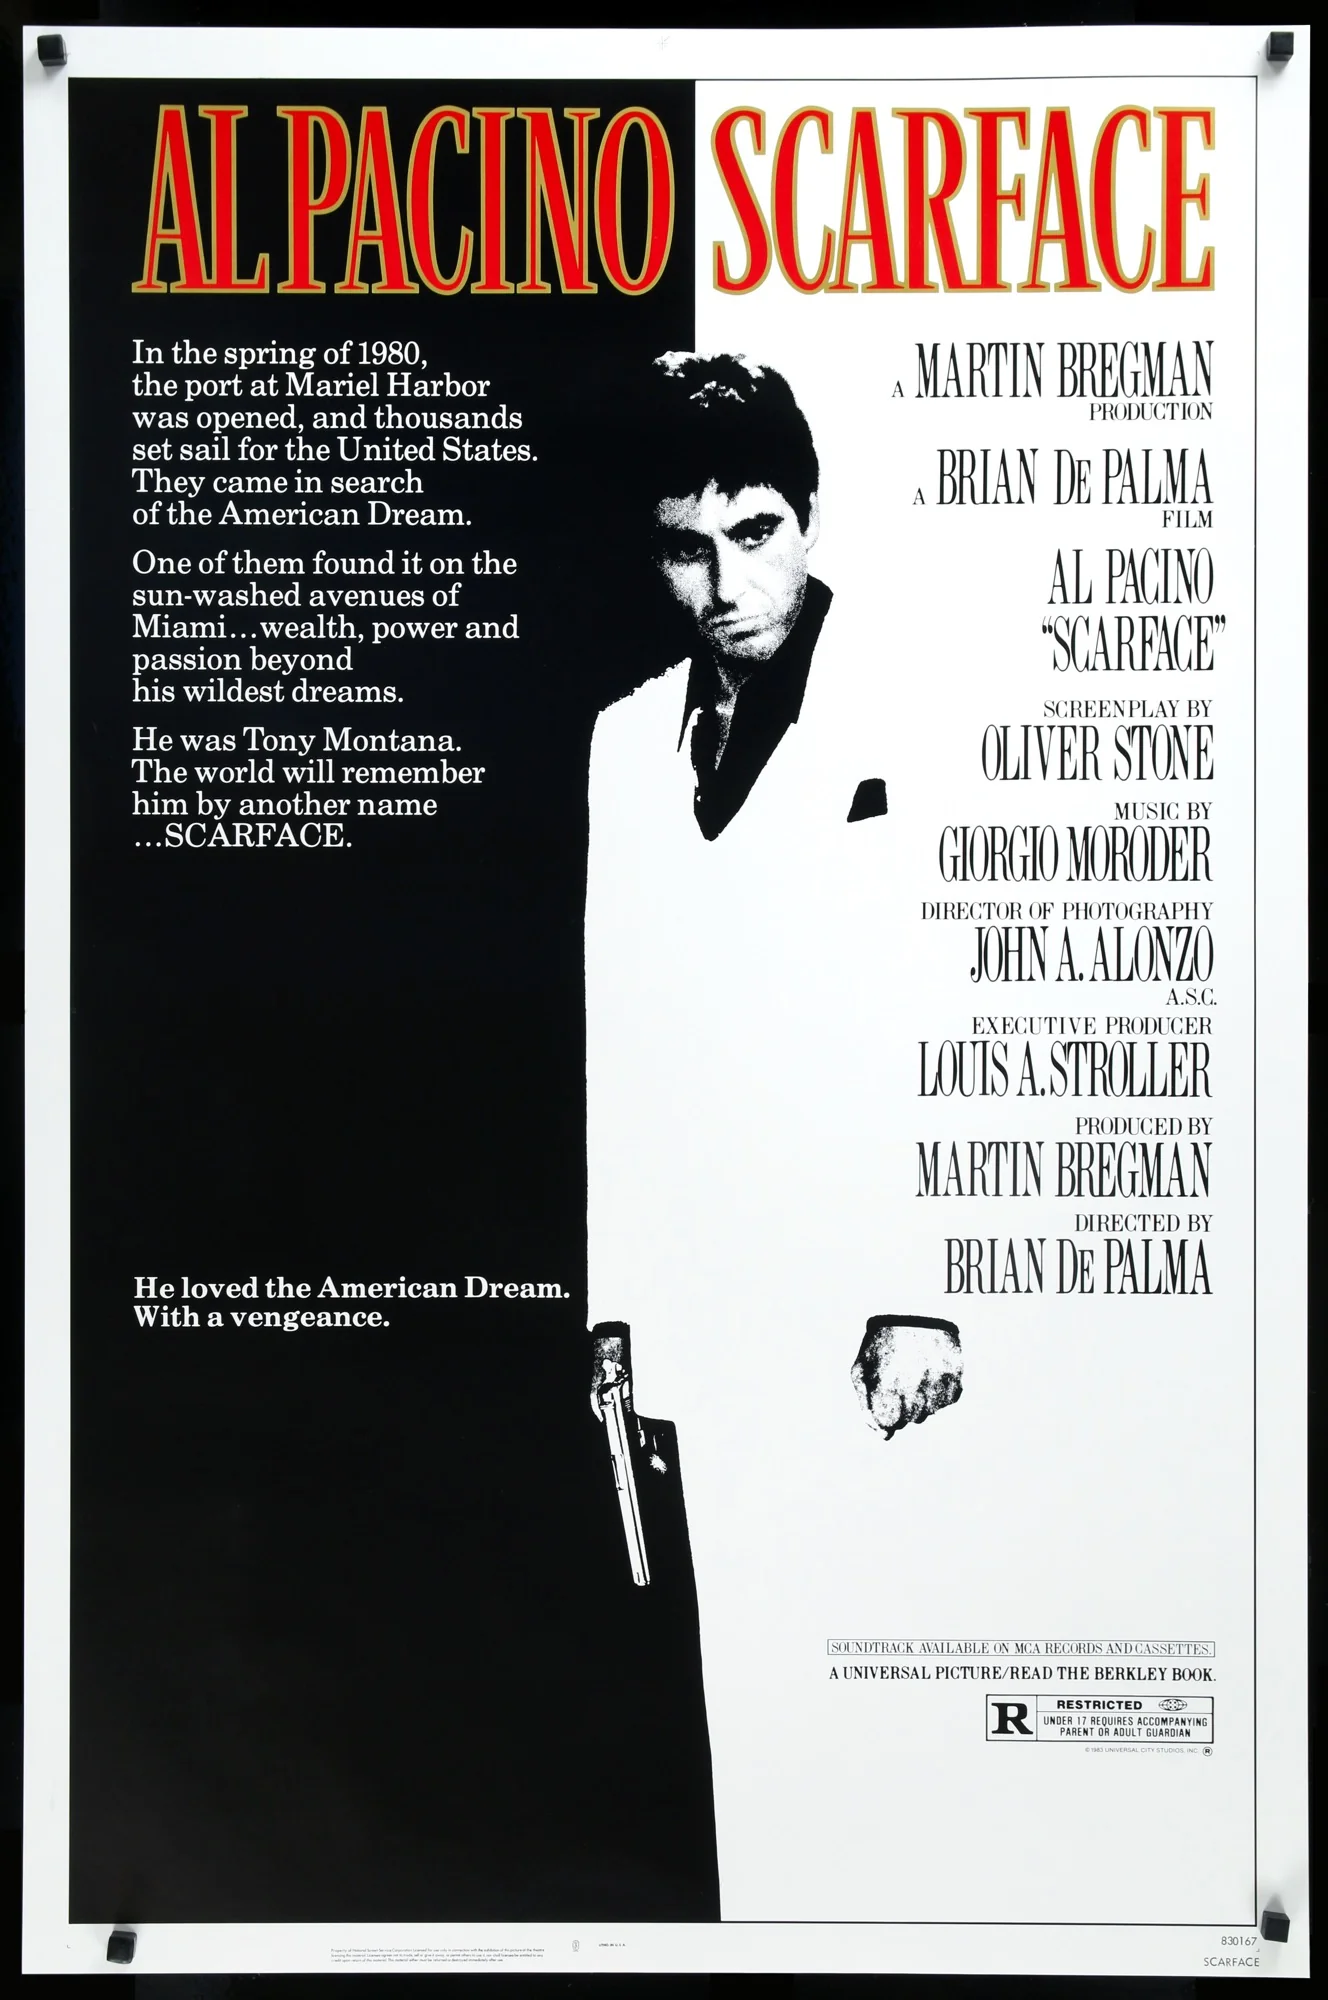 AL PACINO SCARFACE
In the spring of 1980,
the port at Mariel Harbor
was opened, and thousands
set sail for the United States.
They came in search
of the American Dream.
One of them found it on the
sun-washed avenues of
Miami...wealth, power and
passion beyond
his wildest dreams.
He was Tony Montana.
The world will remember
him by another name
...SCARFACE.
He loved the American Dream.
With a vengeance.
A MARTIN BREGMAN
PRODUCTION
A BRIAN DE PALMA
FILM
AL PACINO
“SCARFACE”
SCREENPLAY BY
OLIVER STONE
MUSIC BY
GIORGIO MORODER
DIRECTOR OF PHOTOGRAPHY
JOHN A. ALONZO
A.S.C.
EXECUTIVE PRODUCER
LOUIS A. STROLLER
PRODUCED BY
MARTIN BREGMAN
DIRECTED BY
BRIAN DE PALMA
SOUNDTRACK AVAILABLE ON MCA RECORDS AND CASSETTES.
A UNIVERSAL PICTURE/READ THE BERKLEY BOOK.
R RESTRICTED
UNDER 17 REQUIRES ACCOMPANYING
PARENT OR ADULT GUARDIAN
© 1983 UNIVERSAL CITY STUDIOS, INC. ®
830167
SCARFACE